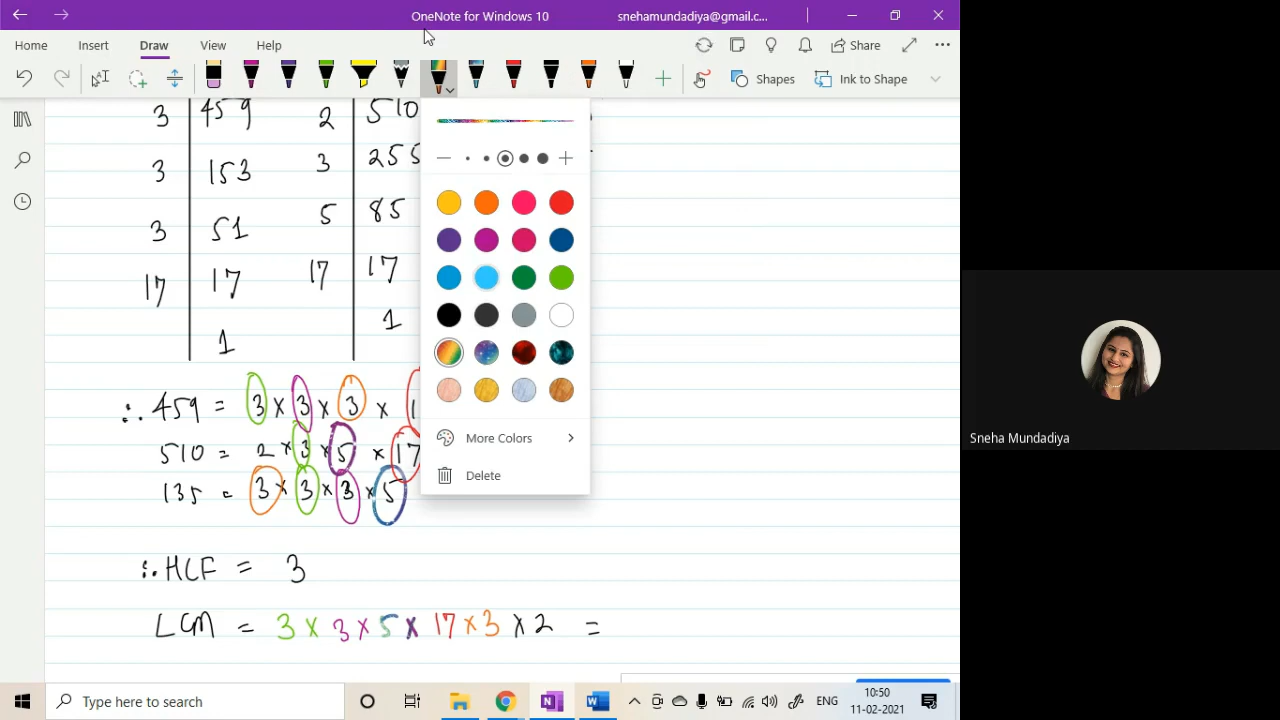 OneNote for Windows 10 snehamundadiya@gmail.c...
Home Insert Draw View Help Share
Shapes Ink to Shape
3 459 2 510
3 153 3 255
3 51 5 85
17 17 17 17
1 1
More Colors
Delete
∴ 459 = 3 × 3 × 3 × 1
510 = 2 × 3 × 5 × 17
135 = 3 × 3 × 3 × 5
∴ HCF = 3
LCM = 3 × 3 × 5 × 17 × 3 × 2 =
Sneha Mundadiya
Type here to search ENG 10:50
11-02-2021